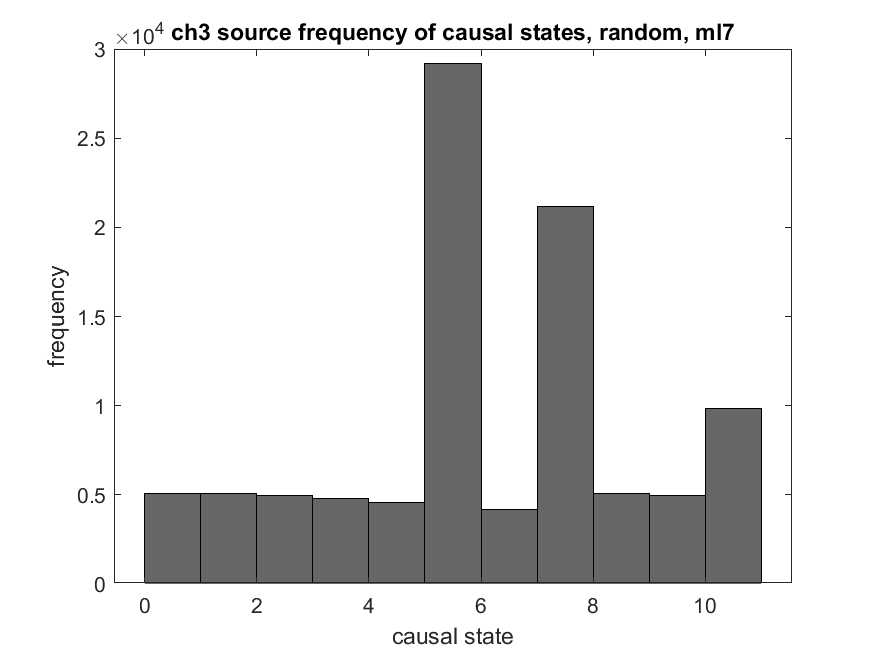 ×10⁴ ch3 source frequency of causal states, random, ml7
3
2.5
2
1.5
1
0.5
0
frequency
0 2 4 6 8 10
causal state